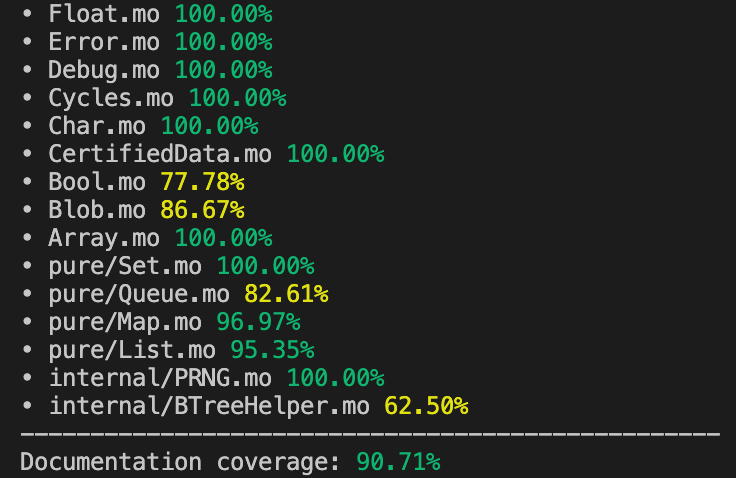 • Float.mo 100.00%
• Error.mo 100.00%
• Debug.mo 100.00%
• Cycles.mo 100.00%
• Char.mo 100.00%
• CertifiedData.mo 100.00%
• Bool.mo 77.78%
• Blob.mo 86.67%
• Array.mo 100.00%
• pure/Set.mo 100.00%
• pure/Queue.mo 82.61%
• pure/Map.mo 96.97%
• pure/List.mo 95.35%
• internal/PRNG.mo 100.00%
• internal/BTreeHelper.mo 62.50%
Documentation coverage: 90.71%